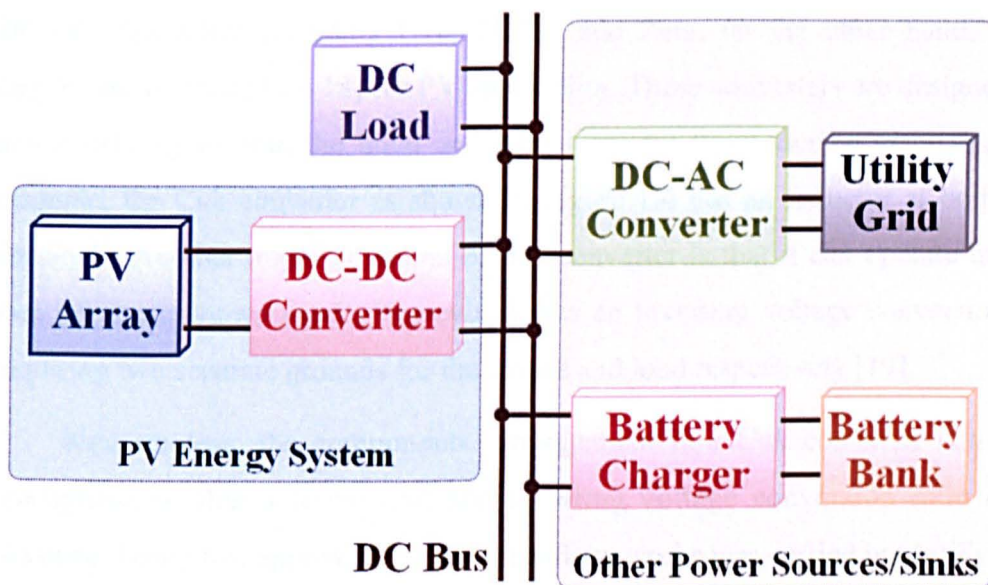 DC
Load
PV
Array
DC-DC
Converter
PV Energy System
DC Bus
DC-AC
Converter
Utility
Grid
Battery
Charger
Battery
Bank
Other Power Sources/Sinks